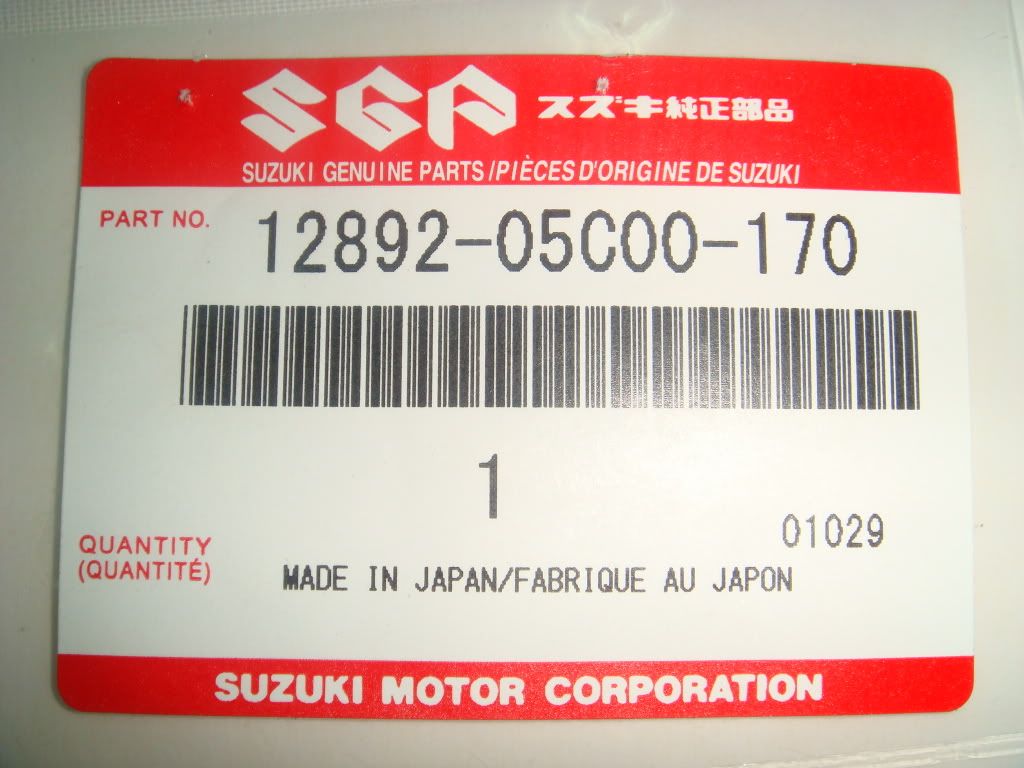 SGP スズキ純正部品
SUZUKI GENUINE PARTS/PIÈCES D'ORIGINE DE SUZUKI
PART NO. 12892-05C00-170
1
01029
QUANTITY
(QUANTITÉ)
MADE IN JAPAN/FABRIQUE AU JAPON
SUZUKI MOTOR CORPORATION